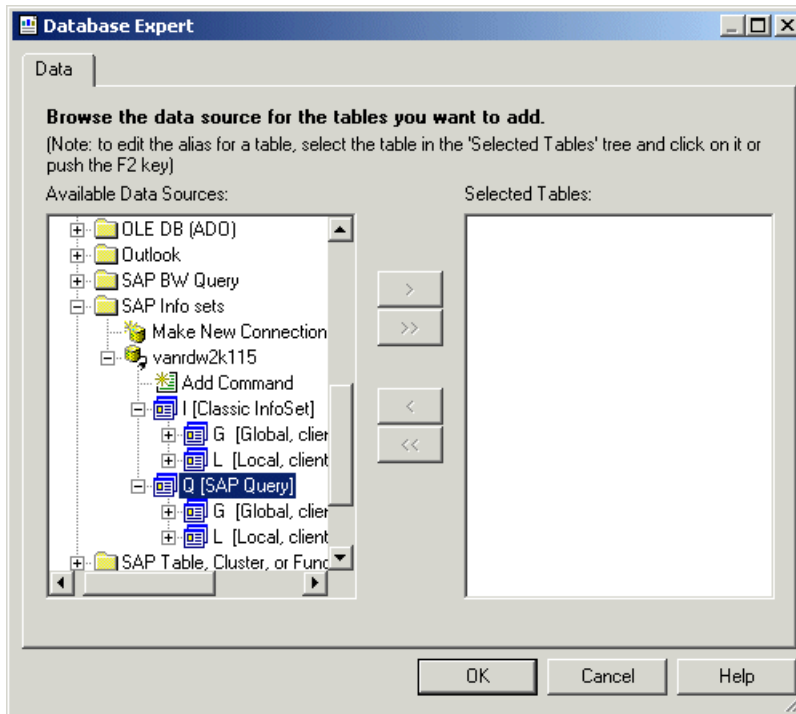 Database Expert
Data
Browse the data source for the tables you want to add.
(Note: to edit the alias for a table, select the table in the 'Selected Tables' tree and click on it or
push the F2 key)
Available Data Sources:
Selected Tables:
OLE DB (ADO)
Outlook
SAP BW Query
SAP Info sets
Make New Connection
vanrdw2k115
Add Command
I [Classic InfoSet]
G [Global, clier
L [Local, client
Q [SAP Query]
G [Global, clier
L [Local, client
SAP Table, Cluster, or Func
>
>>
<
<<
OK
Cancel
Help